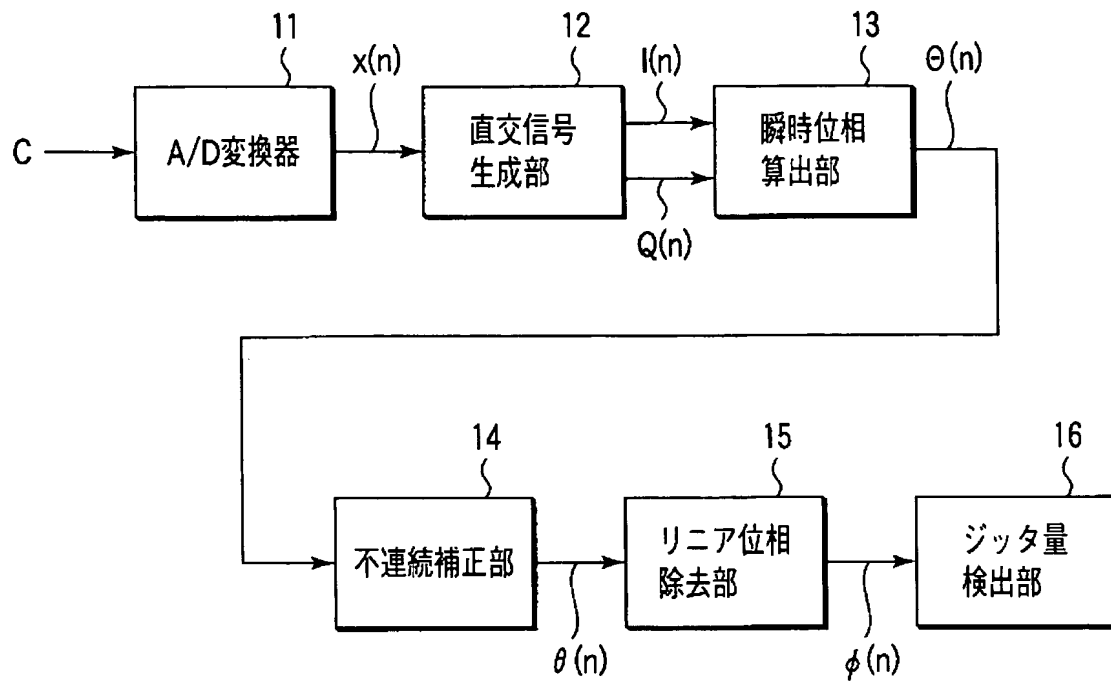 11
x(n)
12
I(n)
13
Θ(n)
C
A/D変換器
直交信号
生成部
瞬時位相
算出部
Q(n)
14
15
16
不連続補正部
リニア位相
除去部
ジッタ量
検出部
θ(n)
φ(n)